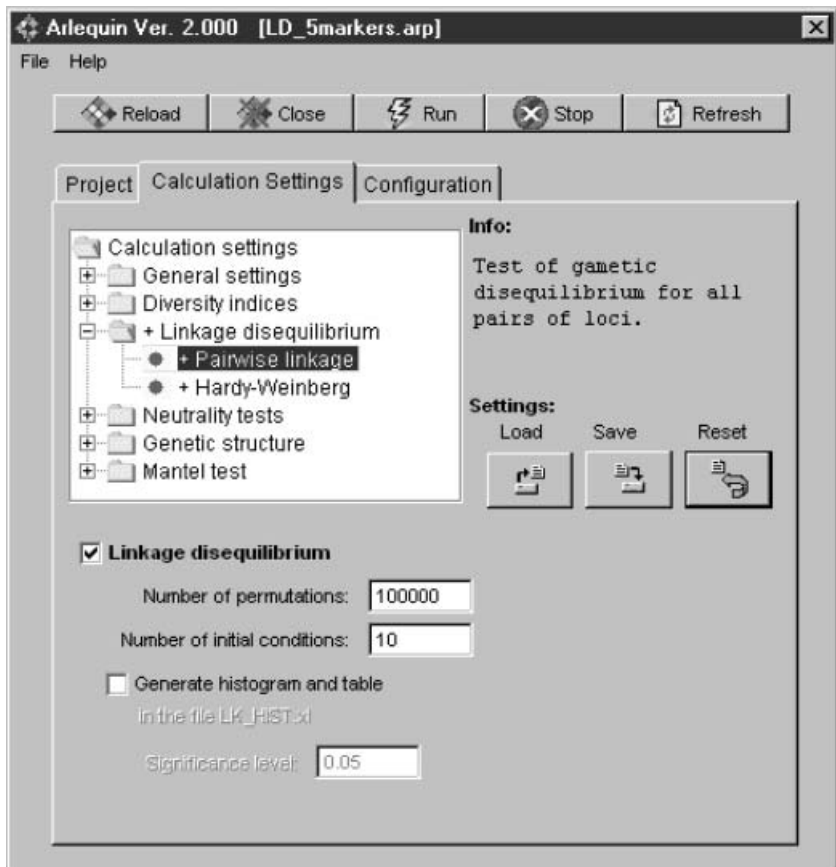 Arlequin Ver. 2.000 [LD_5markers.arp]
File Help
Reload Close Run Stop Refresh
Project Calculation Settings Configuration
Calculation settings
General settings
Diversity indices
+ Linkage disequilibrium
+ Pairwise linkage
+ Hardy-Weinberg
Neutrality tests
Genetic structure
Mantel test
Info:
Test of gametic
disequilibrium for all
pairs of loci.
Settings:
Load Save Reset
Linkage disequilibrium
Number of permutations: 100000
Number of initial conditions: 10
Generate histogram and table
in the file LK_HIST.xl
Significance level: 0.05